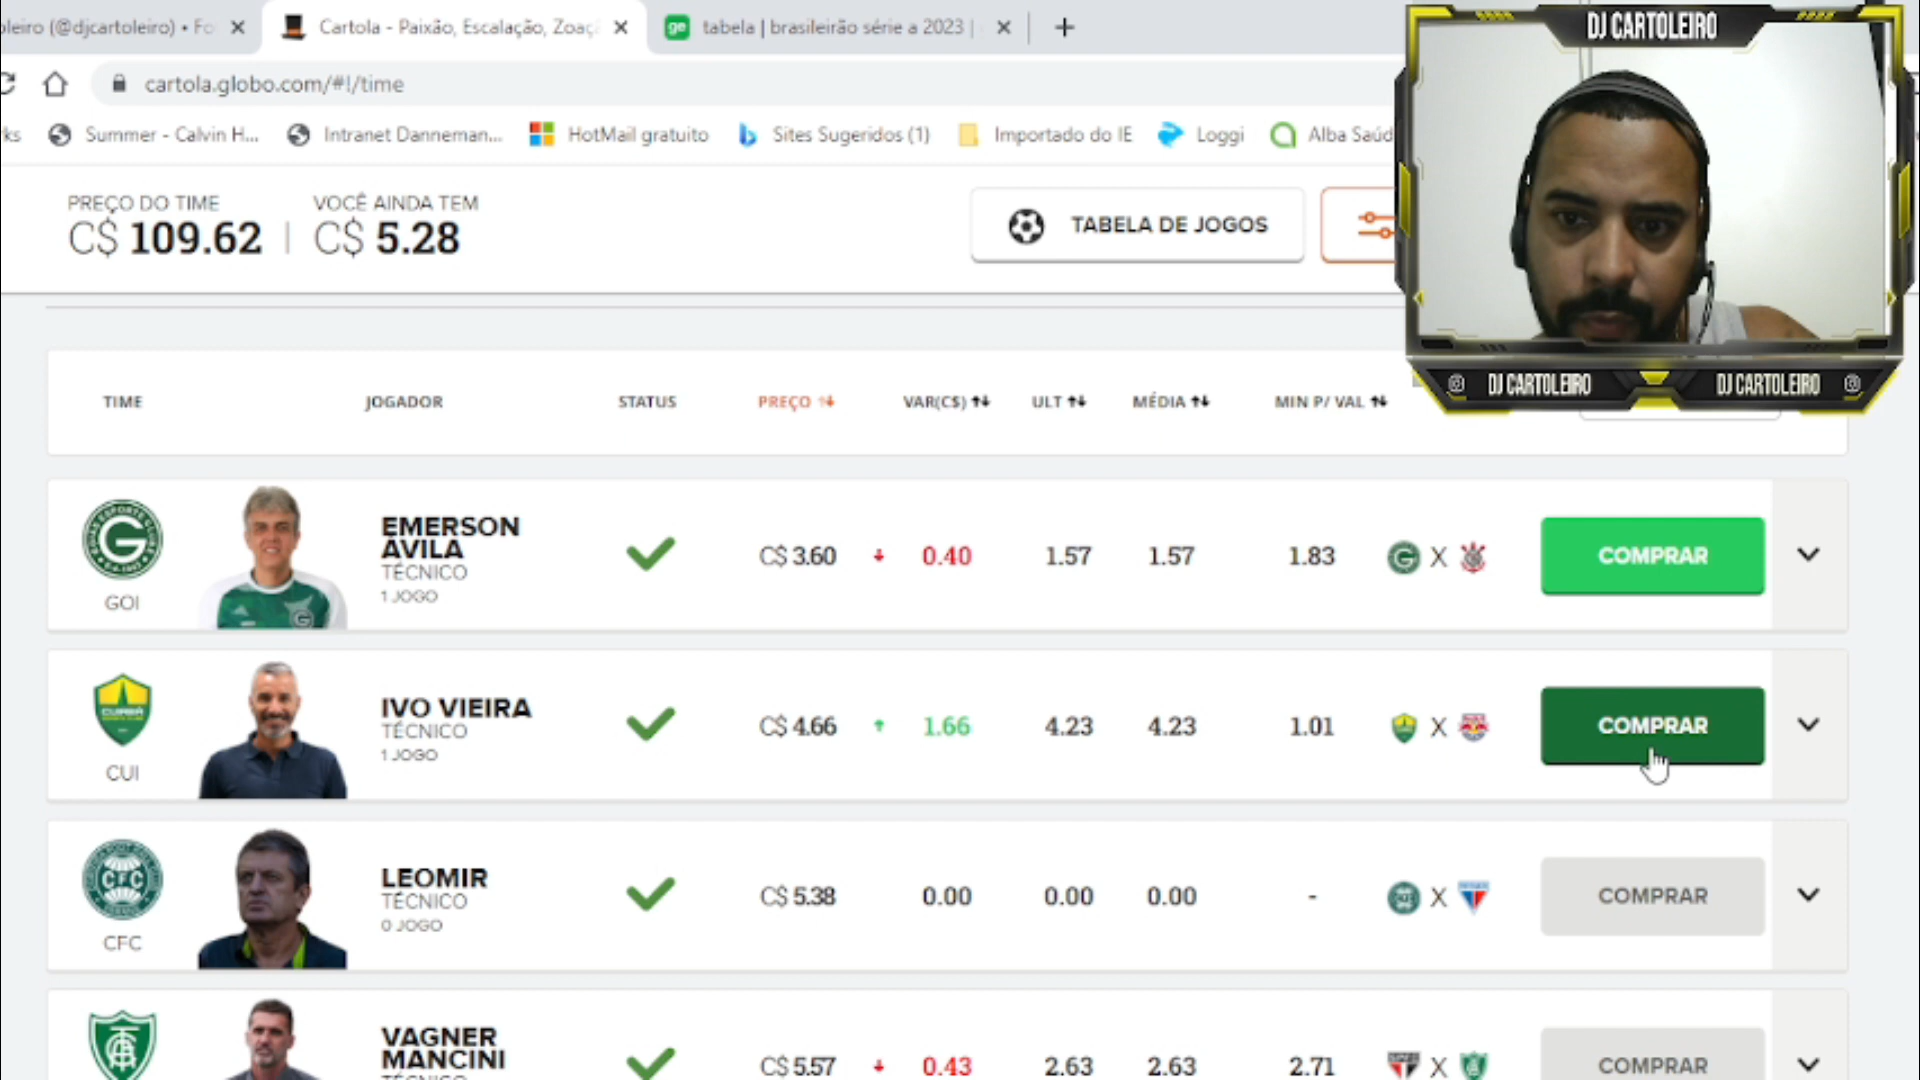 oleiro (@djcartoleiro) • Fo
Cartola - Paixão, Escalação, Zoaçã
tabela | brasileirão série a 2023 |
cartola.globo.com/#!/time
ks
Summer - Calvin H...
Intranet Danneman...
HotMail gratuito
Sites Sugeridos (1)
Importado do IE
Loggi
Alba Saúd
DJ CARTOLEIRO
DJ CARTOLEIRO
DJ CARTOLEIRO
PREÇO DO TIME
C$ 109.62
VOCÊ AINDA TEM
C$ 5.28
TABELA DE JOGOS
TIME JOGADOR STATUS PREÇO VAR(C$) ULT MÉDIA MIN P/ VAL
GOI
EMERSON
ÁVILA
TÉCNICO
1 JOGO
C$ 3.60 0.40 1.57 1.57 1.83 X COMPRAR
CUI
IVO VIEIRA
TÉCNICO
1 JOGO
C$ 4.66 1.66 4.23 4.23 1.01 X COMPRAR
CFC
LEOMIR
TÉCNICO
0 JOGO
C$ 5.38 0.00 0.00 0.00 - X COMPRAR
VAGNER
MANCINI
TÉCNICO
C$ 5.57 0.43 2.63 2.63 2.71 X COMPRAR